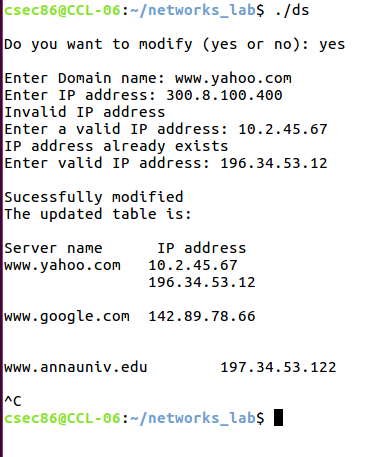 csec86@CCL-06:~/networks_lab$ ./ds
Do you want to modify (yes or no): yes
Enter Domain name: www.yahoo.com
Enter IP address: 300.8.100.400
Invalid IP address
Enter a valid IP address: 10.2.45.67
IP address already exists
Enter valid IP address: 196.34.53.12
Sucessfully modified
The updated table is:
Server name      IP address
www.yahoo.com   10.2.45.67
                196.34.53.12
www.google.com  142.89.78.66
www.annauniv.edu        197.34.53.122
^C
csec86@CCL-06:~/networks_lab$